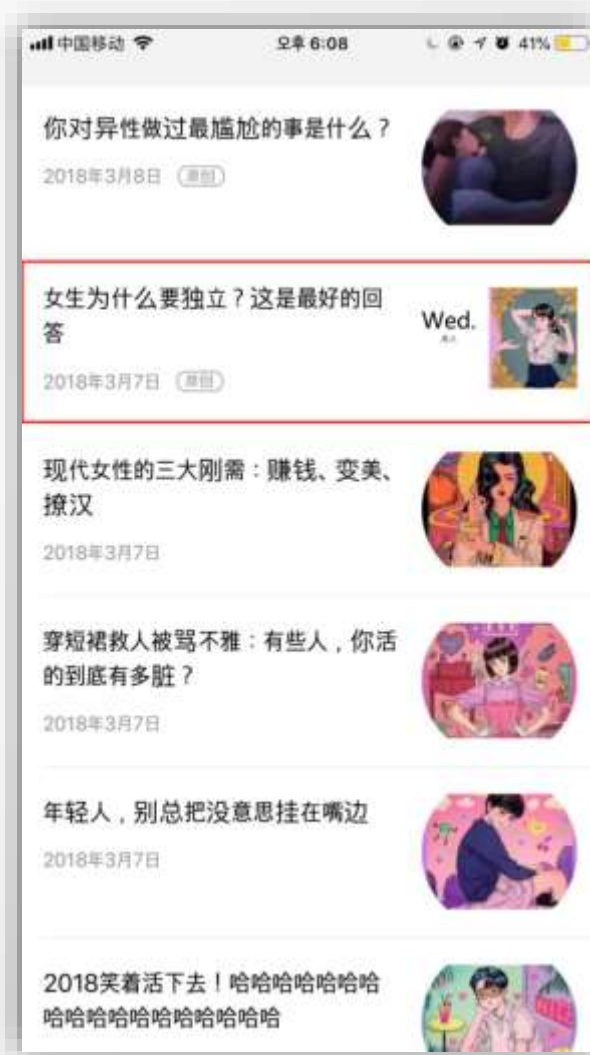 中国移动 오후 6:08 41%
你对异性做过最尴尬的事是什么？
2018年3月8日 原创
女生为什么要独立？这是最好的回
答
Wed.
2018年3月7日 原创
现代女性的三大刚需：赚钱、变美、
撩汉
2018年3月7日
穿短裙救人被骂不雅：有些人，你活
的到底有多脏？
2018年3月7日
年轻人，别总把没意思挂在嘴边
2018年3月7日
2018笑着活下去！哈哈哈哈哈哈哈
哈哈哈哈哈哈哈哈哈哈哈